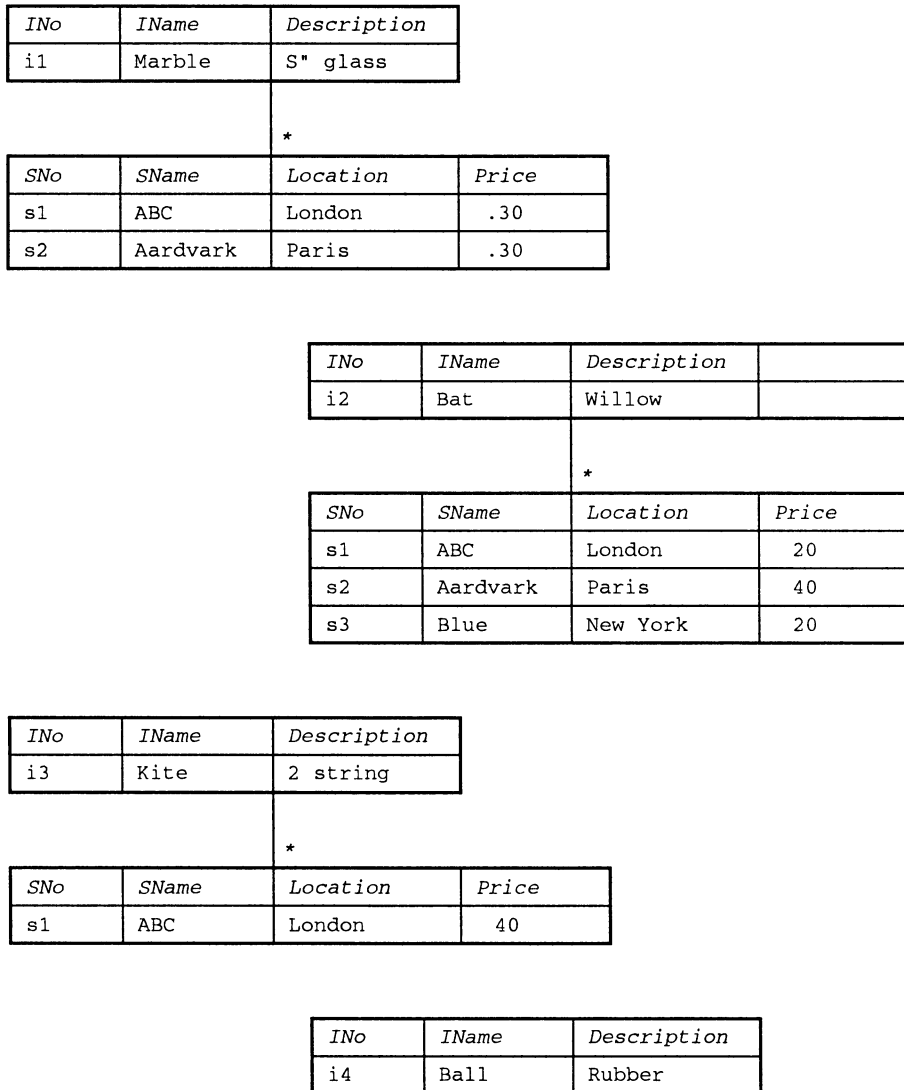 INo IName Description
i1 Marble S" glass
*
SNo SName Location Price
s1 ABC London .30
s2 Aardvark Paris .30
INo IName Description
i2 Bat Willow
*
SNo SName Location Price
s1 ABC London 20
s2 Aardvark Paris 40
s3 Blue New York 20
INo IName Description
i3 Kite 2 string
*
SNo SName Location Price
s1 ABC London 40
INo IName Description
i4 Ball Rubber